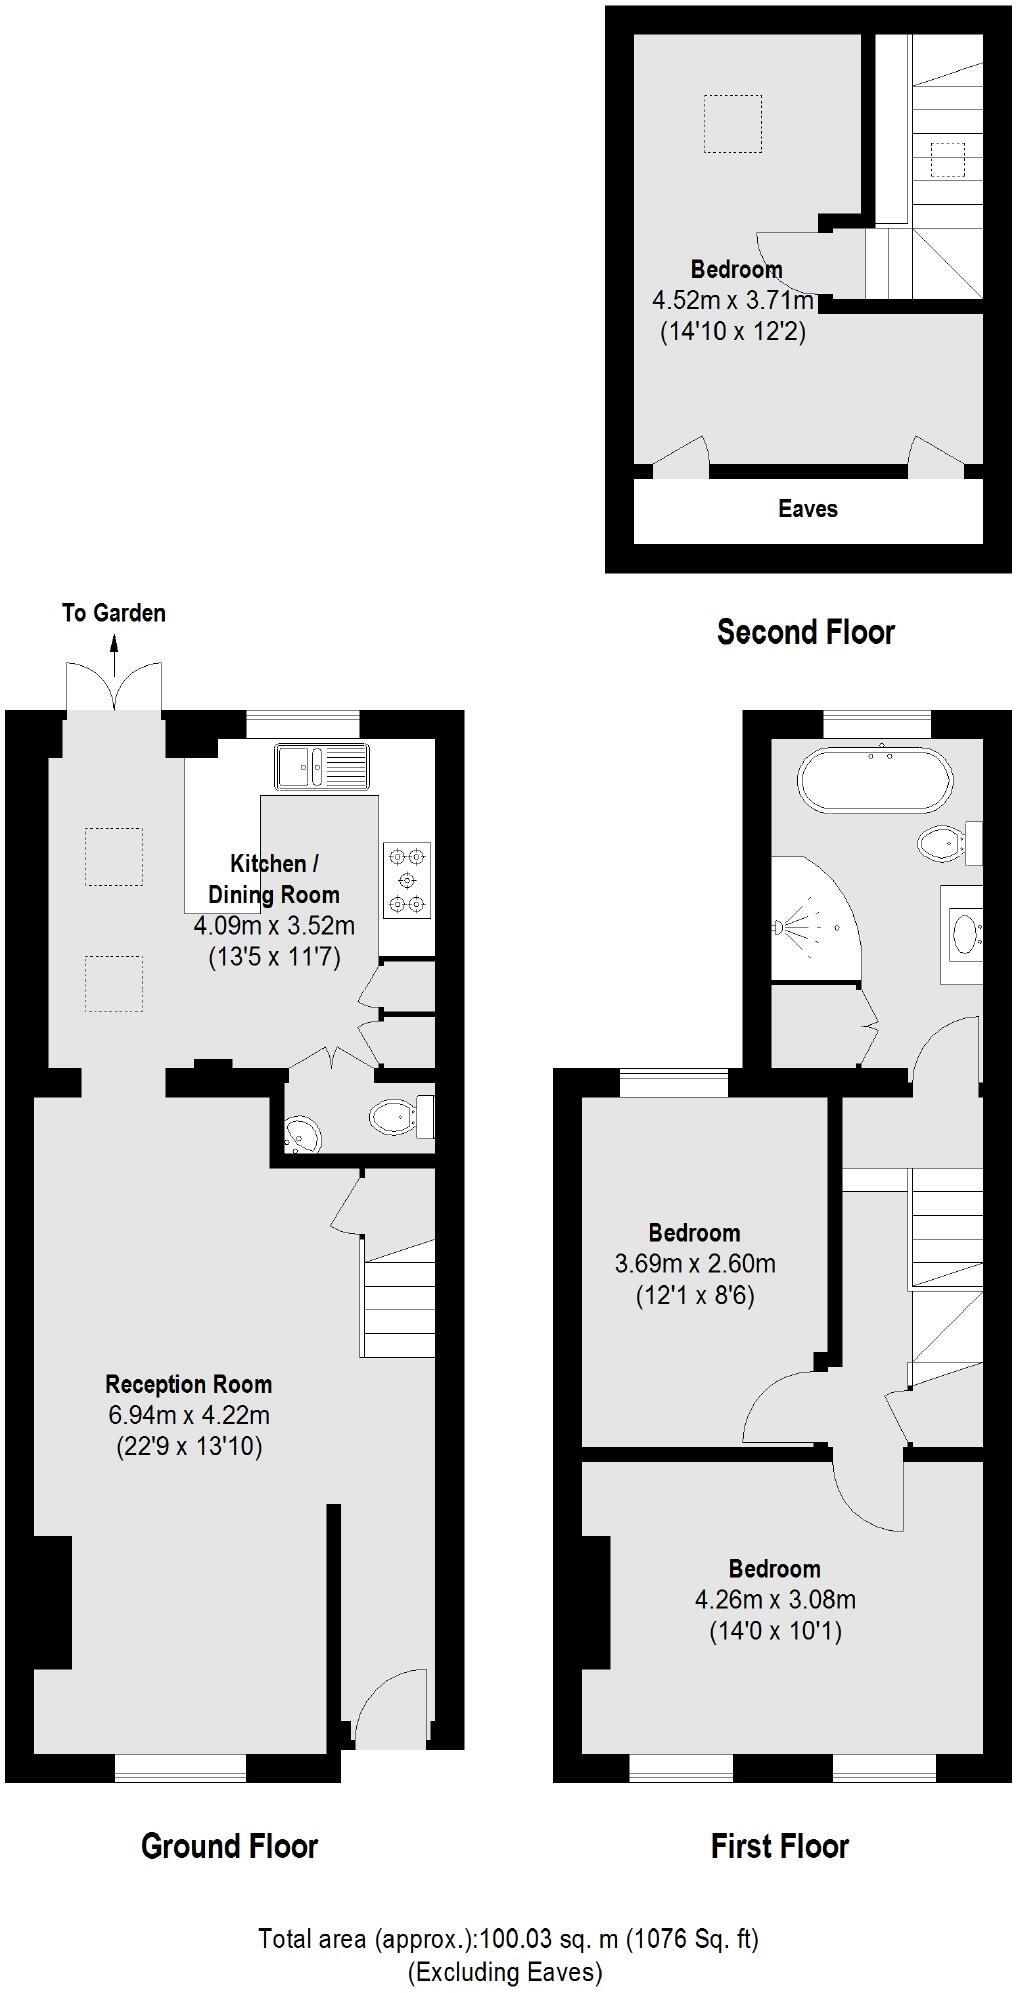 Bedroom
4.52m x 3.71m
(14'10 x 12'2)
Eaves
Second Floor
To Garden
Kitchen /
Dining Room
4.09m x 3.52m
(13'5 x 11'7)
Reception Room
6.94m x 4.22m
(22'9 x 13'10)
Ground Floor
Bedroom
3.69m x 2.60m
(12'1 x 8'6)
Bedroom
4.26m x 3.08m
(14'0 x 10'1)
First Floor
Total area (approx.):100.03 sq. m (1076 Sq. ft)
(Excluding Eaves)